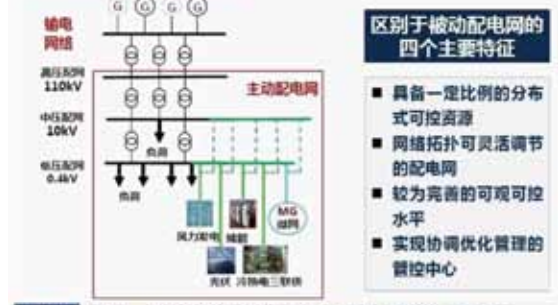 G G G G
输电
网络
高压配网
110kV
主动配电网
中压配网
10kV
负荷
低压配网
0.4kV
负荷
MG
微网
风力发电 储能
光伏 冷热电三联供
区别于被动配电网的
四个主要特征
■ 具备一定比例的分布
式可控资源
■ 网络拓扑可灵活调节
的配电网
■ 较为完善的可观可控
水平
■ 实现协调优化管理的
管控中心